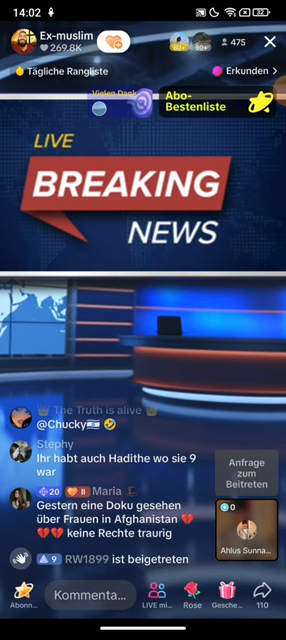 14:02
32
Ex-muslim
269.8K
60+
80+
475
Tägliche Rangliste
Erkunden
Vielen Dank
Abo-
Bestenliste
LIVE
BREAKING
NEWS
The Truth is alive
@Chucky🇮🇱🤣
Stephy
Ihr habt auch Hadithe wo sie 9
war
20 II Maria
Gestern eine Doku gesehen
über Frauen in Afghanistan 💔
💔💔 keine Rechte traurig
9 RW1899 ist beigetreten
Anfrage
zum
Beitreten
0
Ahlus Sunna...
Abonn...
Kommenta...
LIVE mi...
Rose
Gesche...
110